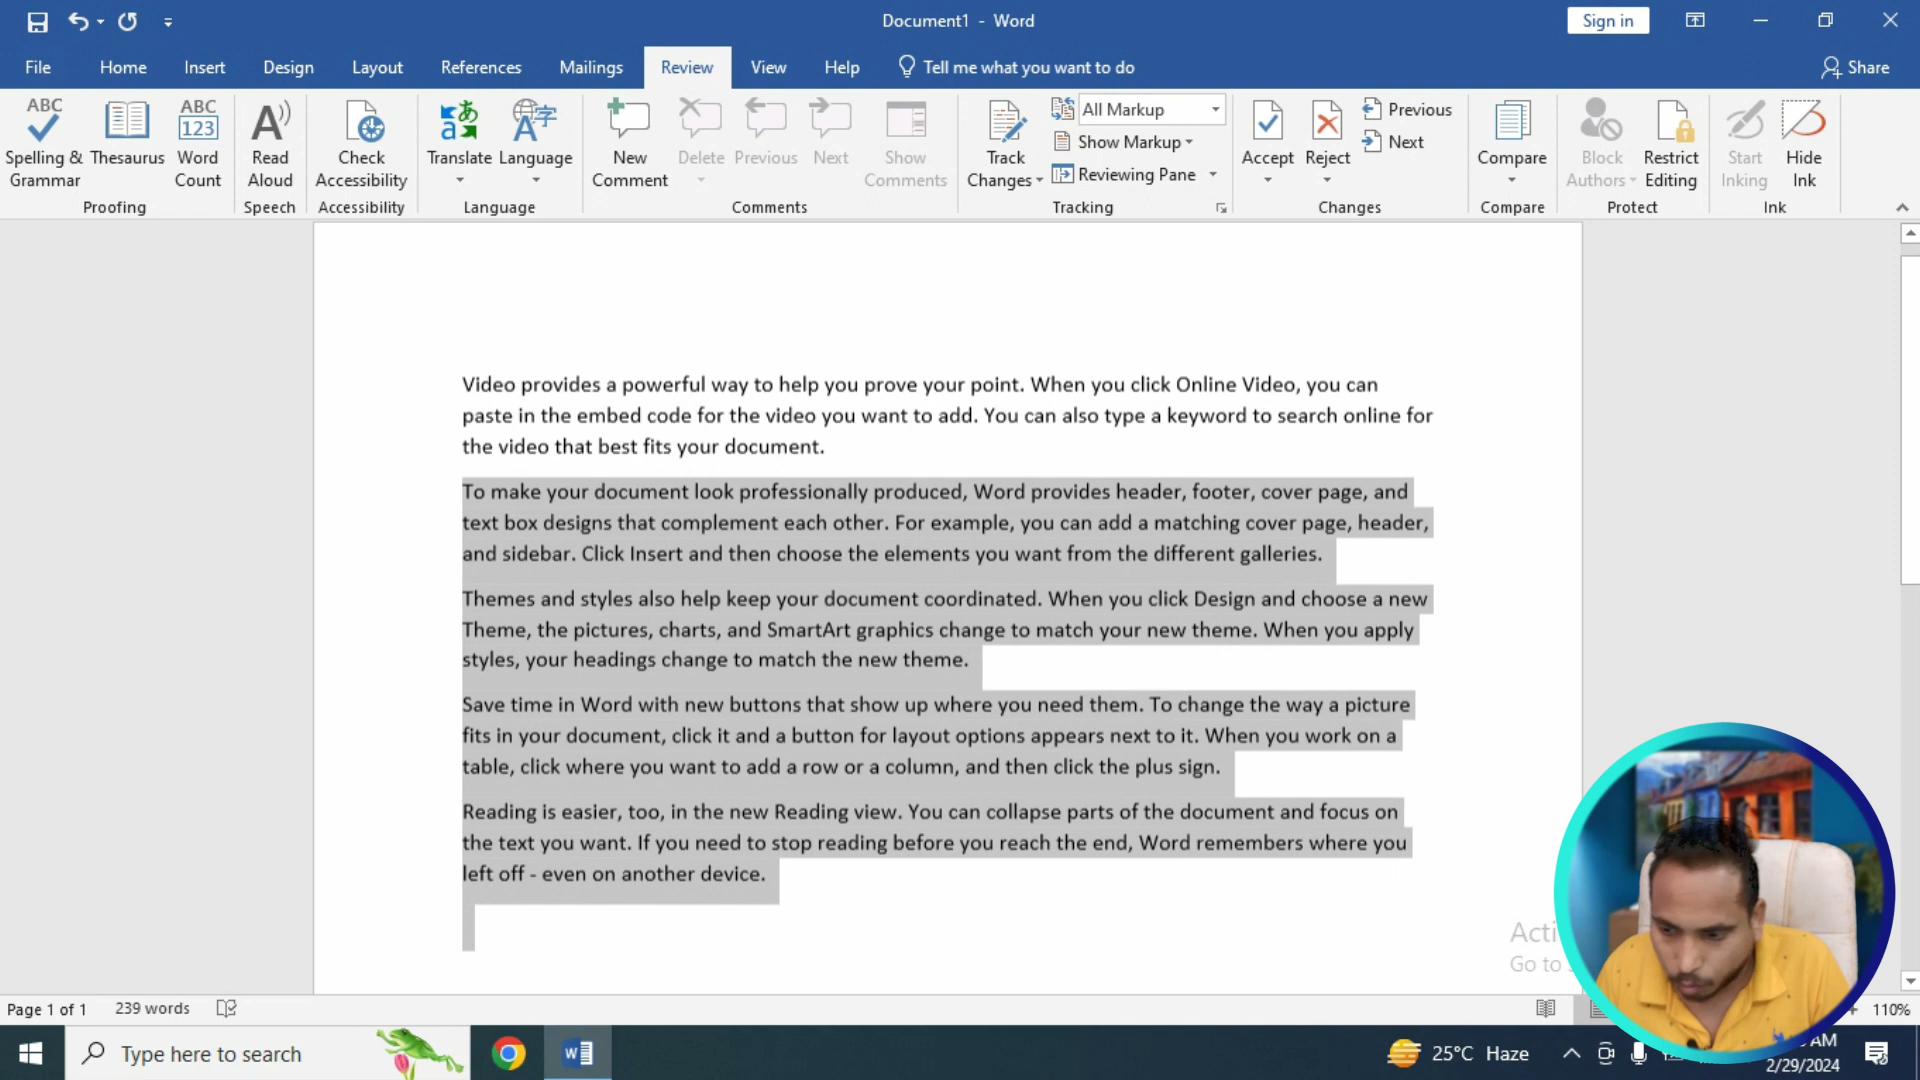 Document1 - Word
Sign in
File Home Insert Design Layout References Mailings Review View Help Tell me what you want to do Share
ABC Spelling & Grammar
Thesaurus
ABC 123 Word Count
Proofing
Read Aloud
Speech
Check Accessibility
Accessibility
Translate Language
Language
New Comment
Delete
Previous
Next
Show Comments
Comments
Track Changes
All Markup
Show Markup
Reviewing Pane
Tracking
Accept
Reject
Previous
Next
Changes
Compare
Compare
Block Authors
Restrict Editing
Protect
Start Inking
Hide Ink
Ink
Video provides a powerful way to help you prove your point. When you click Online Video, you can
paste in the embed code for the video you want to add. You can also type a keyword to search online for
the video that best fits your document.
To make your document look professionally produced, Word provides header, footer, cover page, and
text box designs that complement each other. For example, you can add a matching cover page, header,
and sidebar. Click Insert and then choose the elements you want from the different galleries.
Themes and styles also help keep your document coordinated. When you click Design and choose a new
Theme, the pictures, charts, and SmartArt graphics change to match your new theme. When you apply
styles, your headings change to match the new theme.
Save time in Word with new buttons that show up where you need them. To change the way a picture
fits in your document, click it and a button for layout options appears next to it. When you work on a
table, click where you want to add a row or a column, and then click the plus sign.
Reading is easier, too, in the new Reading view. You can collapse parts of the document and focus on
the text you want. If you need to stop reading before you reach the end, Word remembers where you
left off - even on another device.
Go to
Page 1 of 1 239 words 110%
Type here to search
25°C Haze
AM
2/29/2024